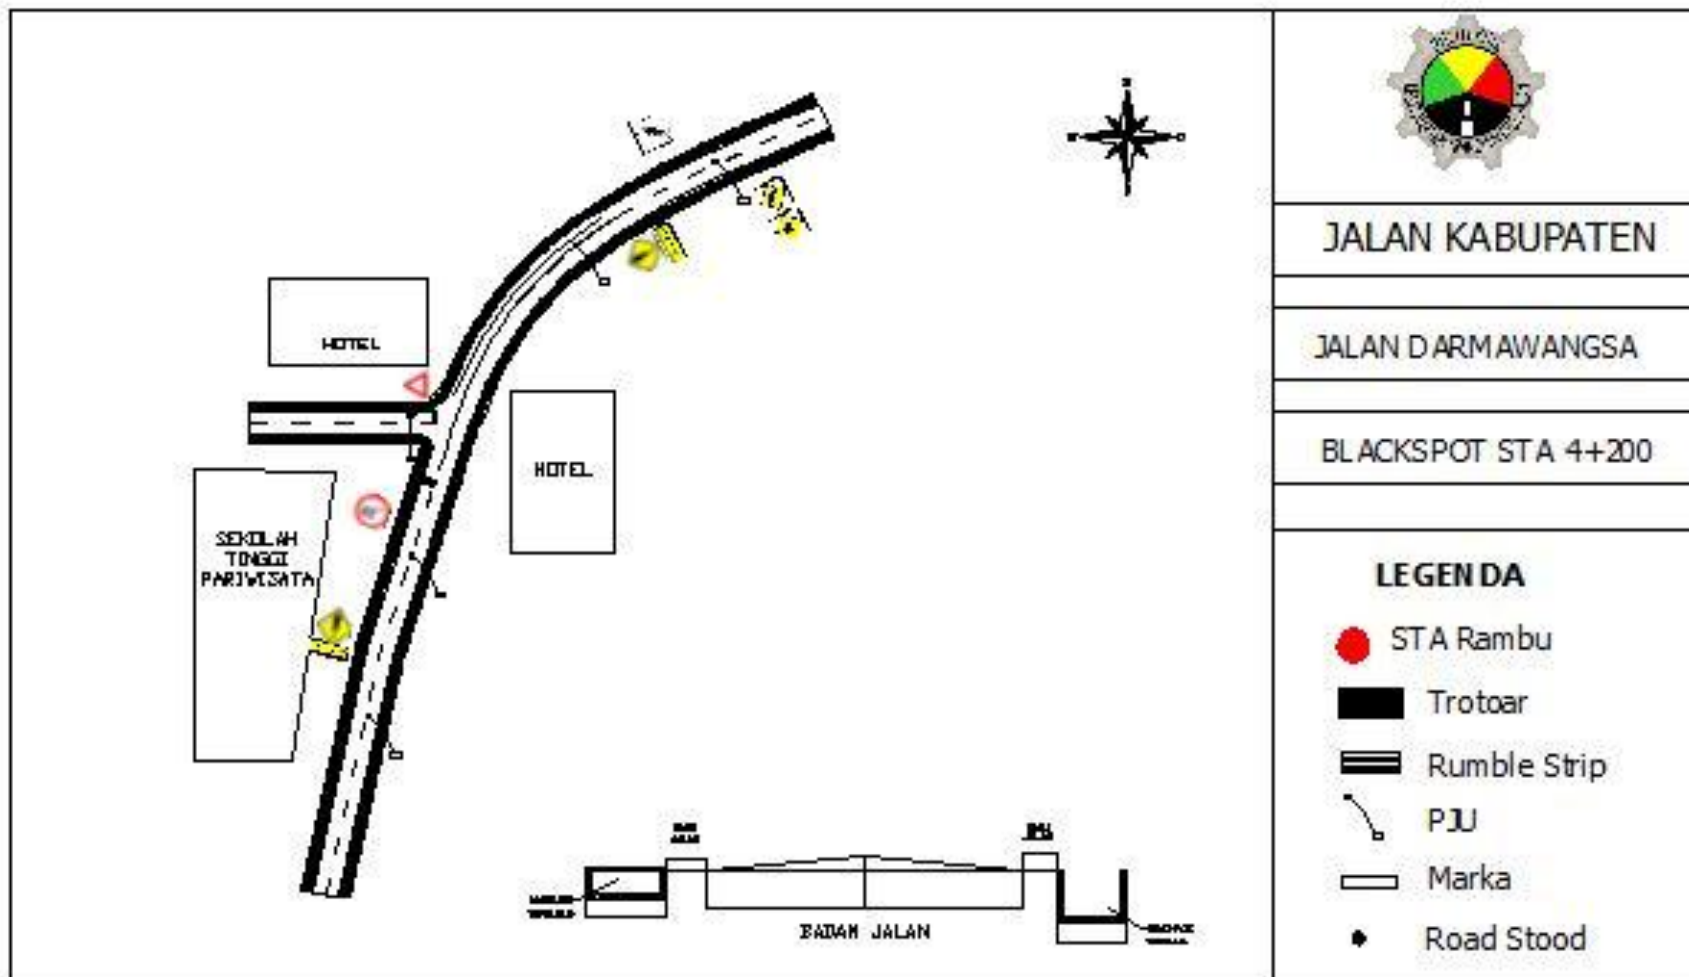 HOTEL
HOTEL
SEKOLAH
TINGGI
PARIWISATA
BADAN JALAN
JALAN KABUPATEN
JALAN DARMAWANGSA
BLACKSPOT STA 4+200
LEGENDA
STA Rambu
Trotoar
Rumble Strip
PJU
Marka
Road Stood